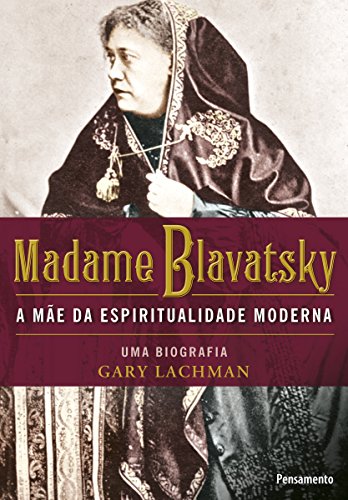 Madame Blavatsky
A MÃE DA ESPIRITUALIDADE MODERNA
UMA BIOGRAFIA
GARY LACHMAN
Pensamento